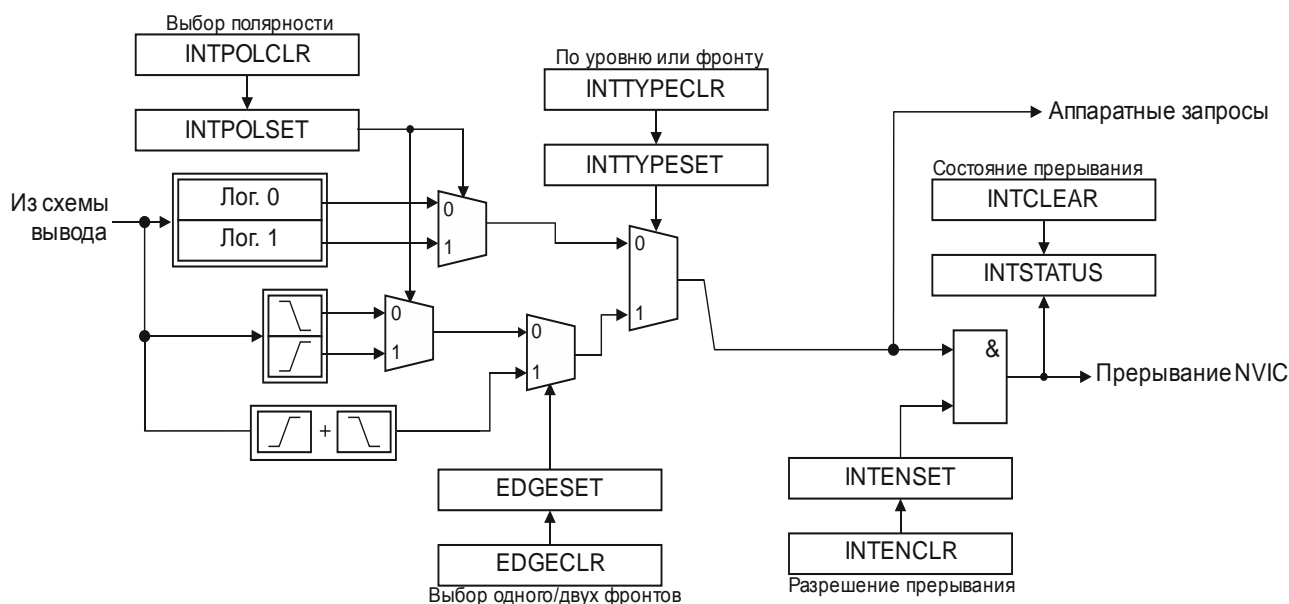 Выбор полярности
INTPOLCLR
INTPOLSET
По уровню или фронту
INTTYPECLR
INTTYPESET
Аппаратные запросы
Состояние прерывания
INTCLEAR
INTSTATUS
Из схемы
вывода
Лог. 0
Лог. 1
0
1
0
1
0
1
0
1
+
&
Прерывание NVIC
EDGESET
EDGECLR
Выбор одного/двух фронтов
INTENSET
INTENCLR
Разрешение прерывания